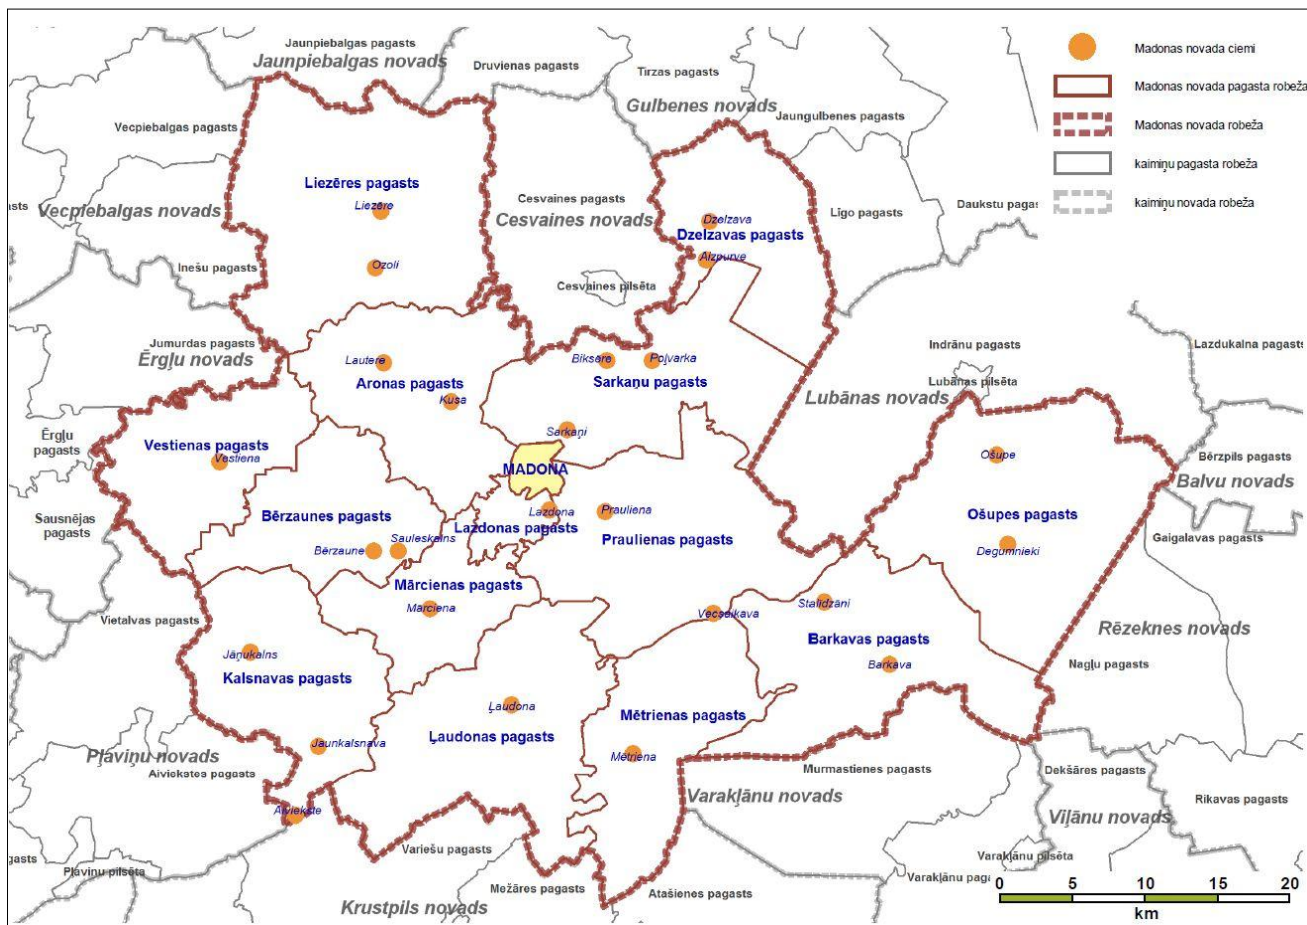 Jaunpiebalgas pagasts
Jaunpiebalgas novads
Druvienas pagasts
Tirzas pagasts
Gulbenes novads
Jaungulbenes pagasts
Vecpiebalgas pagasts
Liezēres pagasts
Liezēre
Vecpiebalgas novads
Cesvaines pagasts
Cesvaines novads
Dzelzava
Dzelzavas pagasts
Aizpurve
Līgo pagasts
Daukstu pagas
pagasts
Inešu pagasts
Ozoli
Cesvaines pilsēta
Jumurdas pagasts
Ērgļu novads
Lautere
Aronas pagasts
Kusa
Biksere
Poļvarka
Sarkaņu pagasts
Indrānu pagasts
Lubānas pilsēta
Lubānas novads
Lazdukalna pagasts
Ērgļu
pagasts
Vestienas pagasts
Vestiena
Sarkaņi
MADONA
Ošupe
Bērzpils pagasts
Balvu novads
Sausnējas
pagasts
Bērzaunes pagasts
Lazdona
Lazdonas pagasts
Prauliena
Praulienas pagasts
Ošupes pagasts
Degumnieki
Gaigalavas pagasts
Bērzaune
Sauleskalns
Mārcienas pagasts
Mārciena
Vietalvas pagasts
Vecsaikava
Stalīdzāni
Barkavas pagasts
Barkava
Rēzeknes novads
Nagļu pagasts
Jāņukalns
Kalsnavas pagasts
Ļaudona
Ļaudonas pagasts
Mētrienas pagasts
Mētriena
Jaunkalsnava
Pļaviņu novads
Aiviekstes pagasts
Aiviekste
Murmastienes pagasts
Varakļānu novads
Dekšāres pagasts
Viļānu novads
Rikavas pagasts
Variešu pagasts
Mežāres pagasts
Atašienes pagasts
Krustpils novads
Varakļānu pilsēta
Varakļānu paga
agasts
Pļaviņu pilsēta
Madonas novada ciemi
Madonas novada pagasta robeža
Madonas novada robeža
kaimiņu pagasta robeža
kaimiņu novada robeža
0 5 10 15 20
km